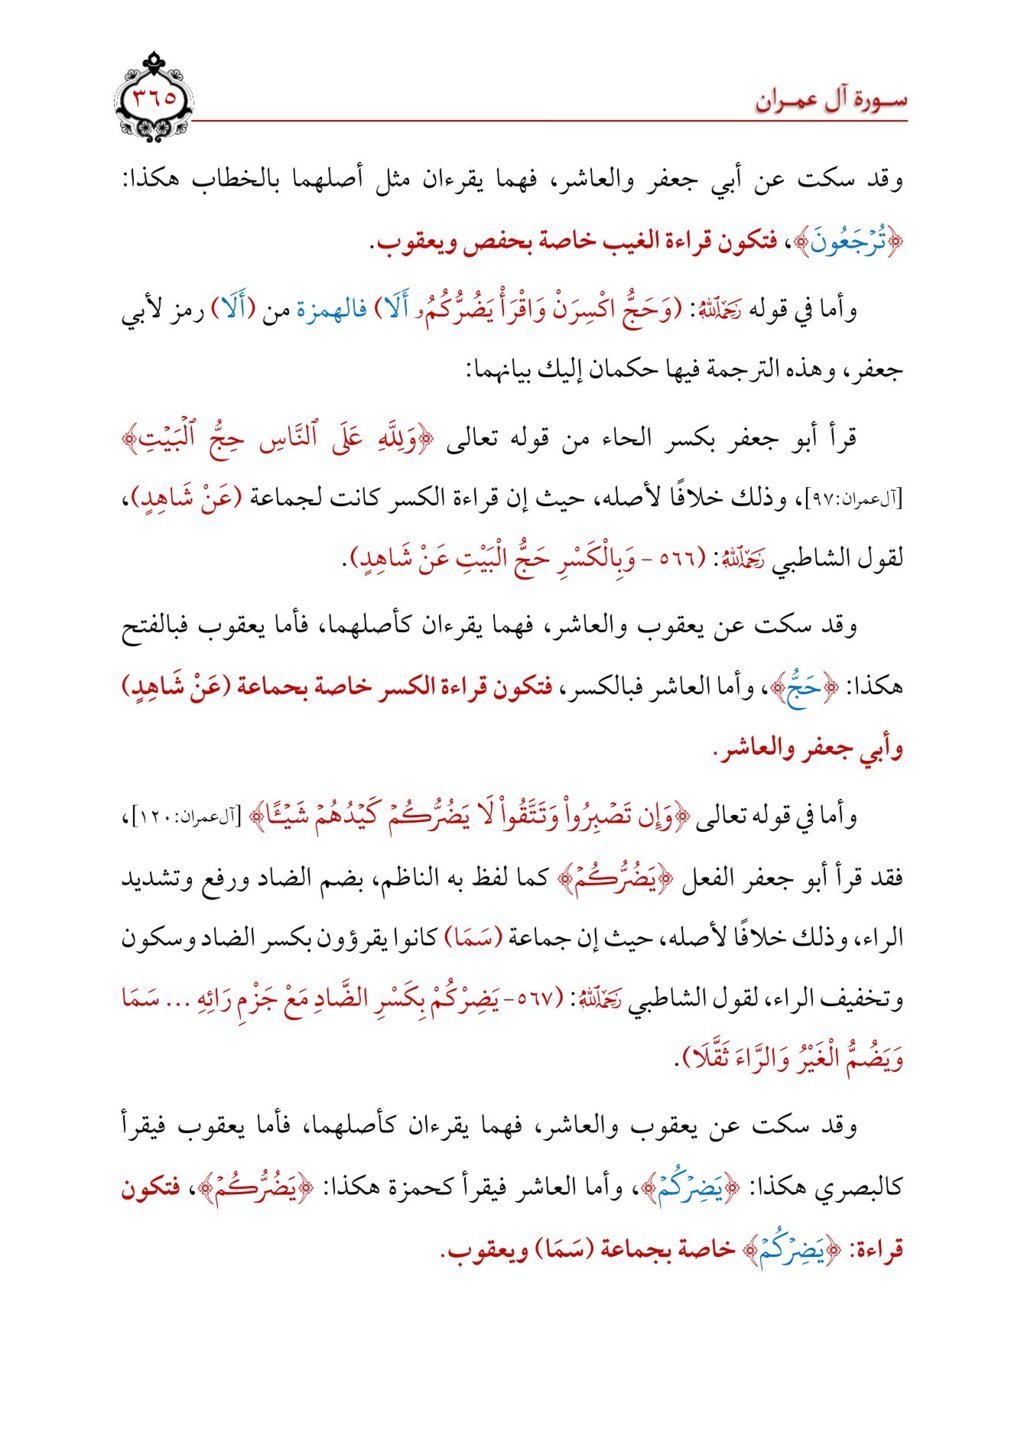 سورة آل عمران
٣٦٥
وقد سكت عن أبي جعفر والعاشر، فهما يقرءان مثل أصلهما بالخطاب هكذا:
﴿تُرۡجَعُونَ﴾، فتكون قراءة الغيب خاصة بحفص ويعقوب.
وأما في قوله رَحِمَهُ ٱللَّهُ: (وَحَجُّ اكْسِرَنْ وَاقْرَأْ يَضُرُّكُمُۥ أَلَا) فالهمزة من (أَلَا) رمز لأبي
جعفر، وهذه الترجمة فيها حكمان إليك بيانهما:
قرأ أبو جعفر بكسر الحاء من قوله تعالى ﴿وَلِلَّهِ عَلَى ٱلنَّاسِ حِجُّ ٱلۡبَيۡتِ﴾
[آل عمران: ٩٧]، وذلك خلافًا لأصله، حيث إن قراءة الكسر كانت لجماعة (عَنْ شَاهِدٍ)،
لقول الشاطبي رَحِمَهُ ٱللَّهُ: (٥٦٦ - وَبِالْكَسْرِ حَجُّ الْبَيْتِ عَنْ شَاهِدٍ).
وقد سكت عن يعقوب والعاشر، فهما يقرءان كأصلهما، فأما يعقوب فبالفتح
هكذا: ﴿حَجُّ﴾، وأما العاشر فبالكسر، فتكون قراءة الكسر خاصة بحماعة (عَنْ شَاهِدٍ)
وأبي جعفر والعاشر.
وأما في قوله تعالى ﴿وَإِن تَصۡبِرُواْ وَتَتَّقُواْ لَا يَضُرُّكُمۡ كَيۡدُهُمۡ شَيۡـًٔا﴾ [آل عمران: ١٢٠]،
فقد قرأ أبو جعفر الفعل ﴿يَضُرُّكُمۡ﴾ كما لفظ به الناظم، بضم الضاد ورفع وتشديد
الراء، وذلك خلافًا لأصله، حيث إن جماعة (سَمَا) كانوا يقرؤون بكسر الضاد وسكون
وتخفيف الراء، لقول الشاطبي رَحِمَهُ ٱللَّهُ: (٥٦٧- يَضِرْكُمْ بِكَسْرِ الضَّادِ مَعْ جَزْمِ رَائِهِ ... سَمَا
وَيَضُمُّ الْغَيْرُ وَالرَّاءَ ثَقَّلَا).
وقد سكت عن يعقوب والعاشر، فهما يقرءان كأصلهما، فأما يعقوب فيقرأ
كالبصري هكذا: ﴿يَضِرۡكُمۡ﴾، وأما العاشر فيقرأ كحمزة هكذا: ﴿يَضُرُّكُمۡ﴾، فتكون
قراءة: ﴿يَضِرۡكُمۡ﴾ خاصة بجماعة (سَمَا) ويعقوب.